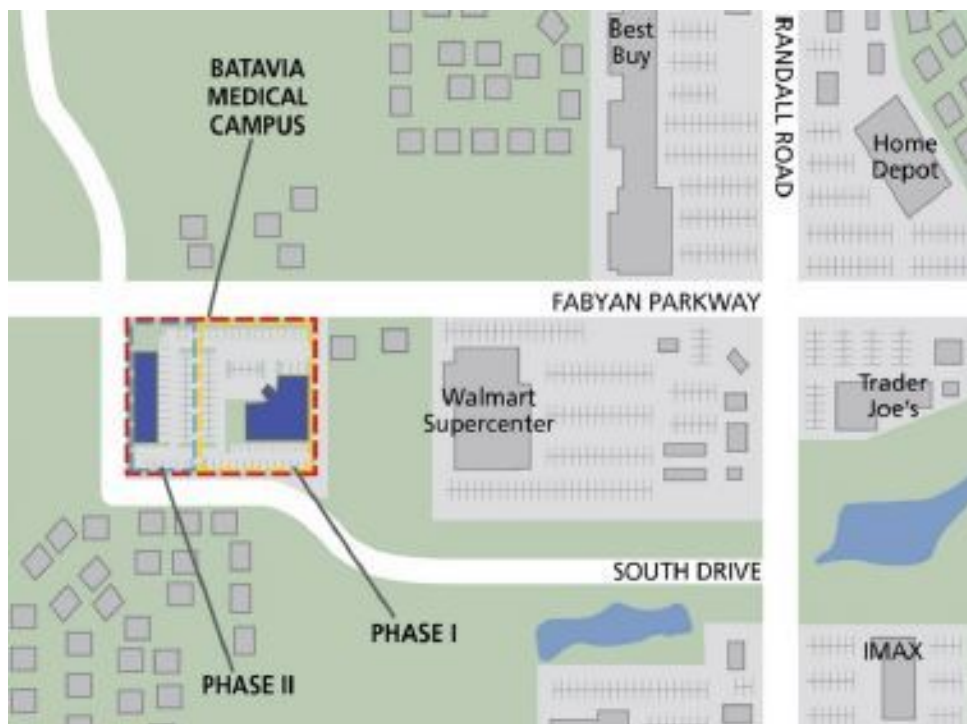 Best
Buy
RANDALL ROAD
BATAVIA
MEDICAL
CAMPUS
Home
Depot
FABYAN PARKWAY
Walmart
Supercenter
Trader
Joe's
SOUTH DRIVE
PHASE I
IMAX
PHASE II